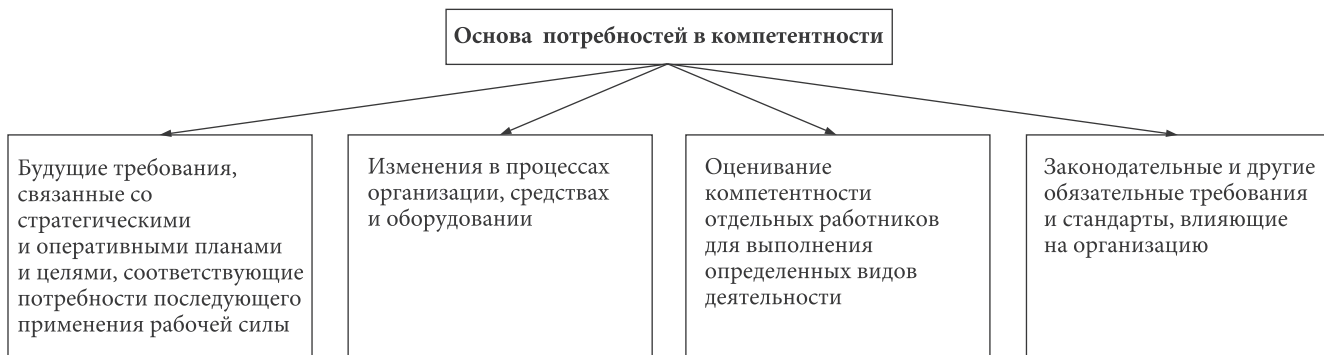 Основа потребностей в компетентности
Будущие требования,
связанные со
стратегическими
и оперативными планами
и целями, соответствующие
потребности последующего
применения рабочей силы
Изменения в процессах
организации, средствах
и оборудовании
Оценивание
компетентности
отдельных работников
для выполнения
определенных видов
деятельности
Законодательные и другие
обязательные требования
и стандарты, влияющие
на организацию